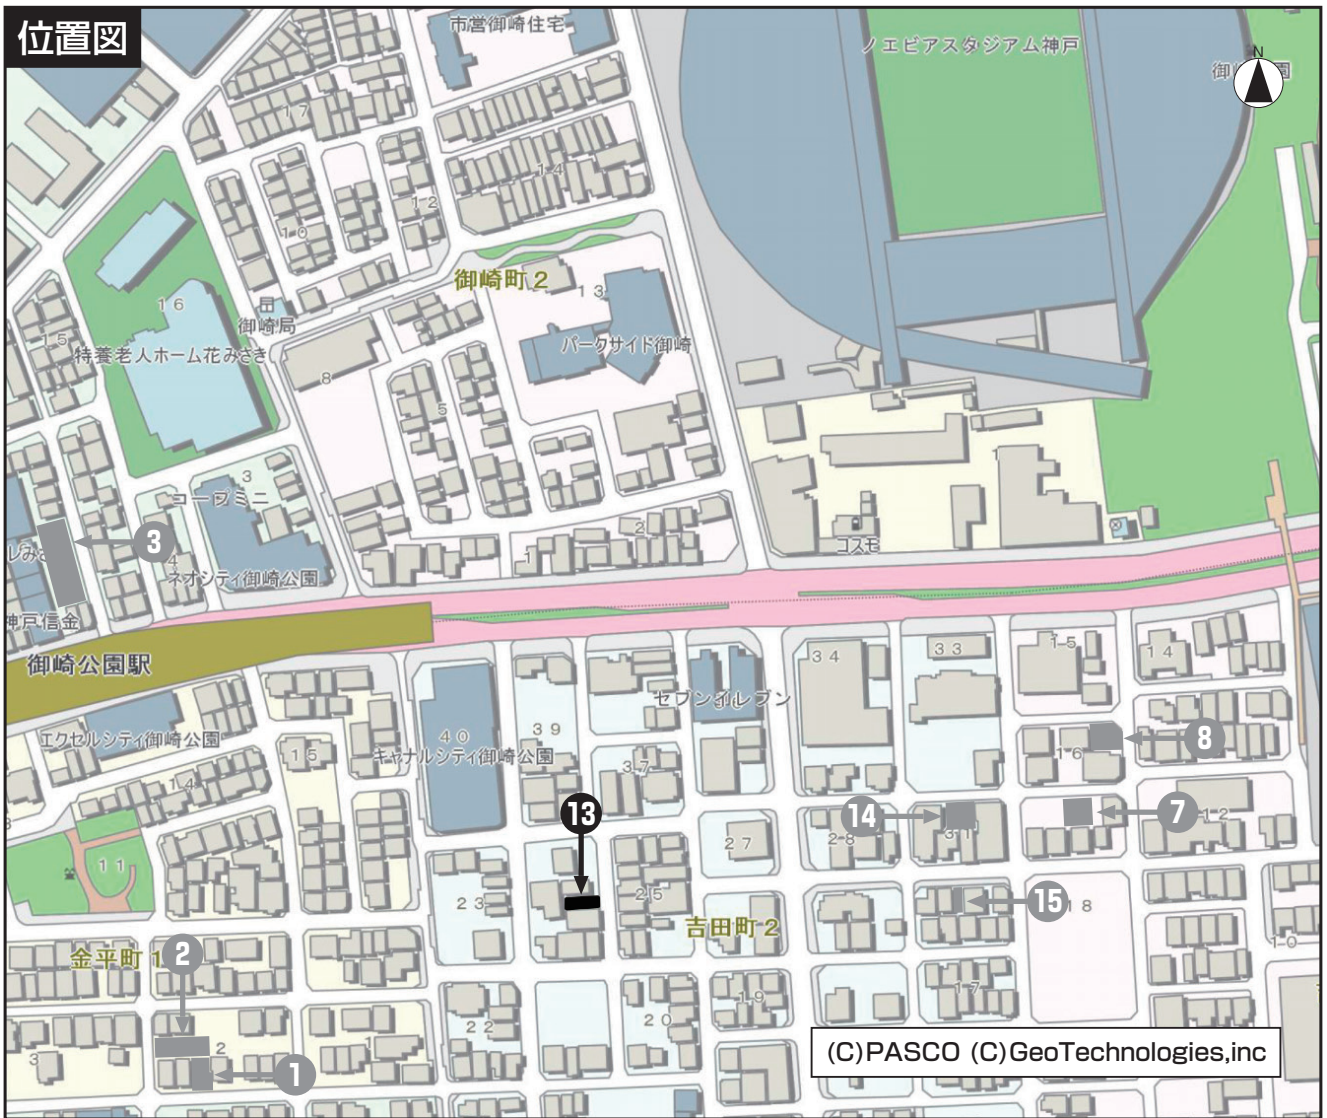 位置図
市営御崎住宅
ノエビアスタジアム神戸
N
17
14
12
10
御崎町2
16
13
御崎局
15
特養老人ホーム花みさき
パークサイド御崎
8
5
3
コープミニ
2
1
3
コスモ
4
ネオシティ御崎公園
神戸信金
御崎公園駅
34
33
15
14
セブンイレブン
エクセルシティ御崎公園
40
39
15
キャナルシティ御崎公園
37
16
8
14
13
14
7
12
27
28
31
11
23
25
15
18
吉田町2
金平町1
2
10
19
17
22
20
3
2
1
1
(C)PASCO (C)GeoTechnologies,inc